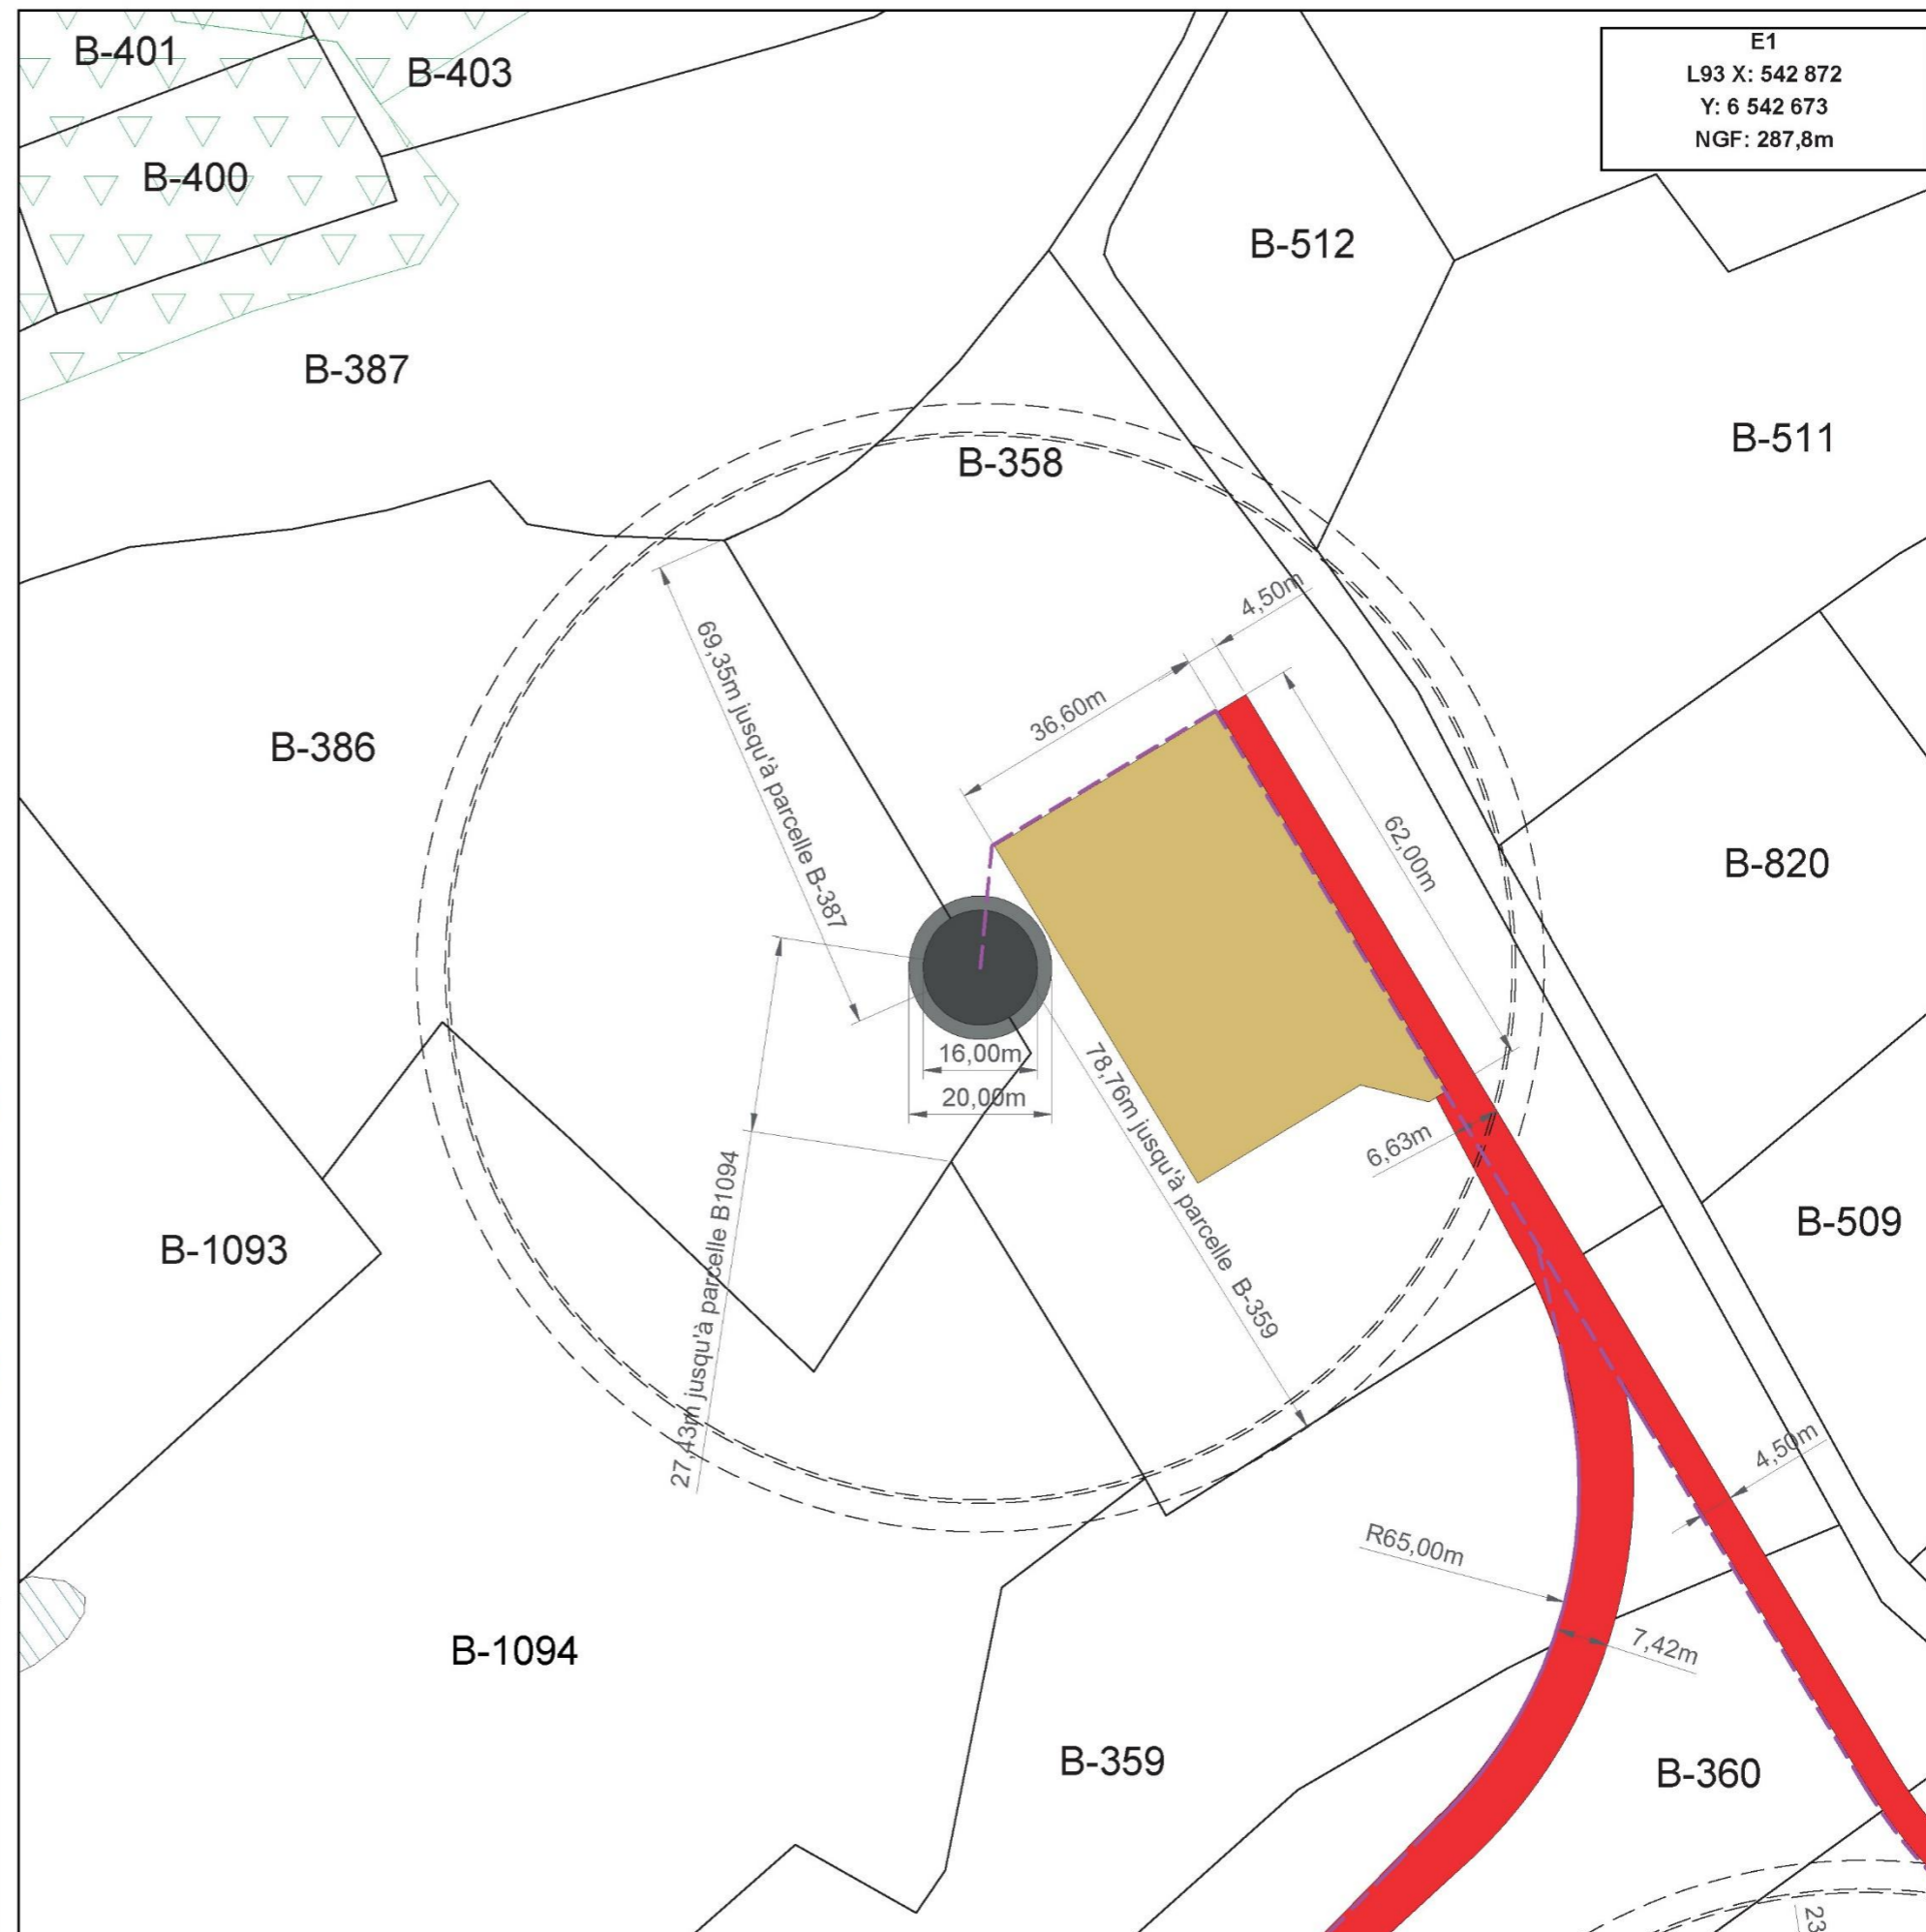 B-401
B-403
E1
L93 X: 542 872
Y: 6 542 673
NGF: 287,8m
B-400
B-512
B-387
B-511
B-358
4,50m
36,60m
69,35m jusqu'à parcelle B-387
B-386
62,00m
B-820
16,00m
20,00m
78,76m jusqu'à parcelle B-359
6,63m
27,43m jusqu'à parcelle B1094
B-1093
B-509
4,50m
R65,00m
7,42m
B-1094
B-359
B-360
23